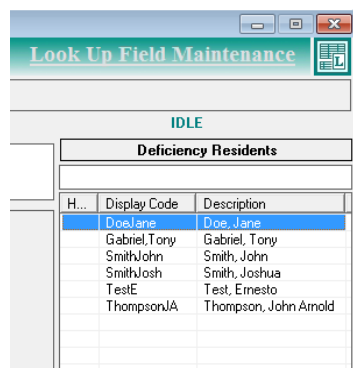 Look Up Field Maintenance
L
IDLE
Deficiency Residents
H... Display Code Description
DoeJane Doe, Jane
Gabriel,Tony Gabriel, Tony
SmithJohn Smith, John
SmithJosh Smith, Joshua
TestE Test, Ernesto
ThompsonJA Thompson, John Arnold